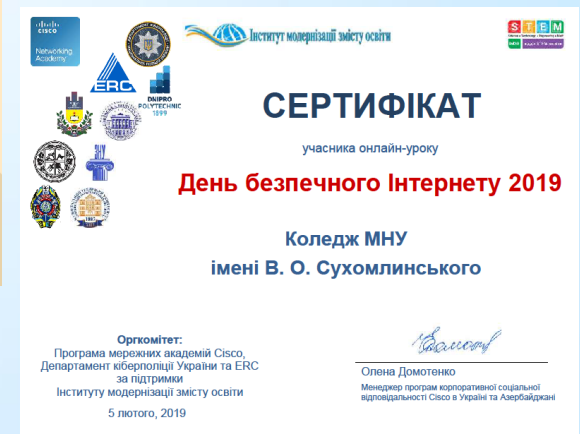 CISCO
Networking
Academy
Інститут модернізації змісту освіти
STEM
ERC
DNIPRO
POLYTECHNIC
1899
СЕРТИФІКАТ
учасника онлайн-уроку
День безпечного Інтернету 2019
Коледж МНУ
імені В. О. Сухомлинського
Оргкомітет:
Програма мережних академій Cisco,
Департамент кіберполіції України та ERC
за підтримки
Інституту модернізації змісту освіти
5 лютого, 2019
Олена Домотенко
Менеджер програм корпоративної соціальної
відповідальності Cisco в Україні та Азербайджані